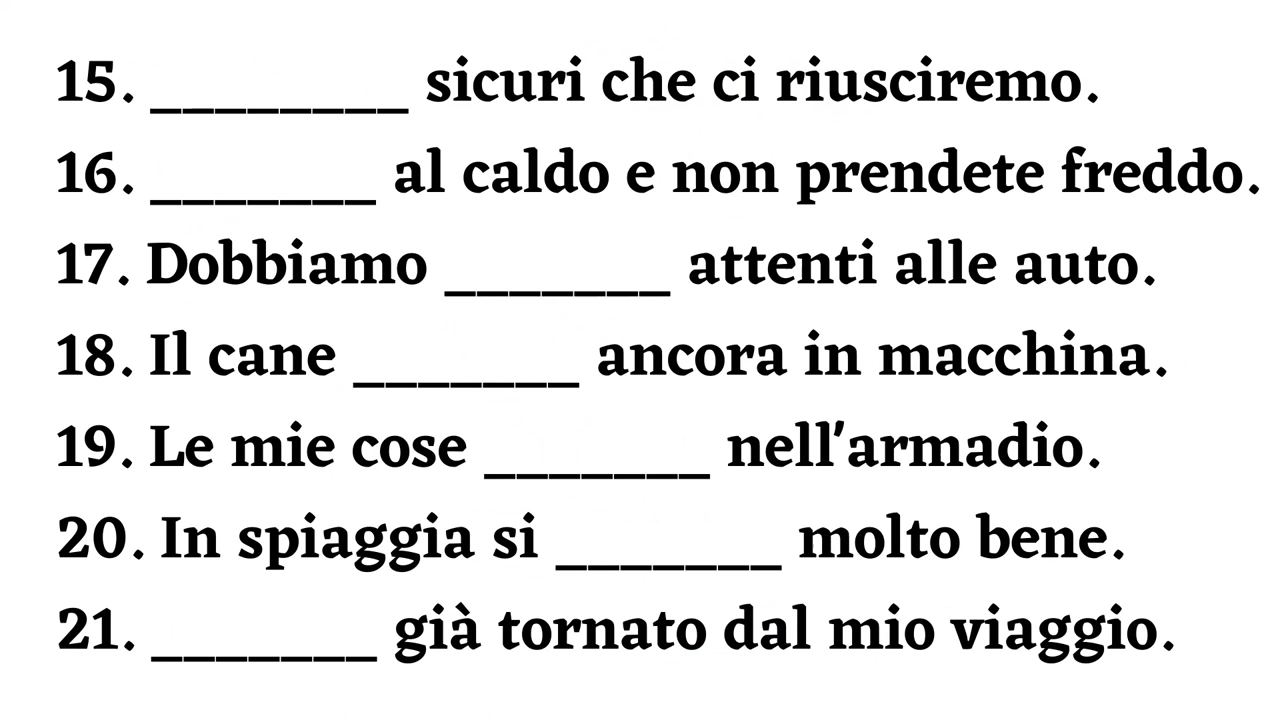 15. ________ sicuri che ci riusciremo.
16. _______ al caldo e non prendete freddo.
17. Dobbiamo _______ attenti alle auto.
18. Il cane _______ ancora in macchina.
19. Le mie cose _______ nell'armadio.
20. In spiaggia si _______ molto bene.
21. _______ già tornato dal mio viaggio.